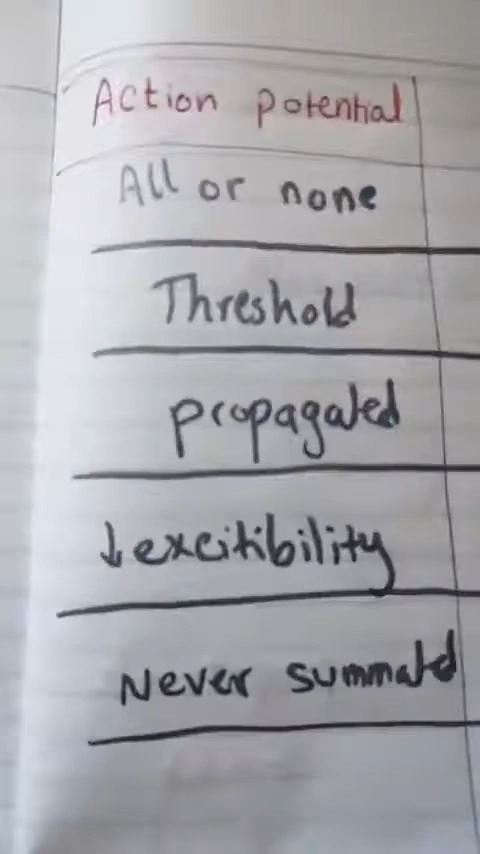 Action potential
All or none
Threshold
propagated
↓excitibility
Never summated